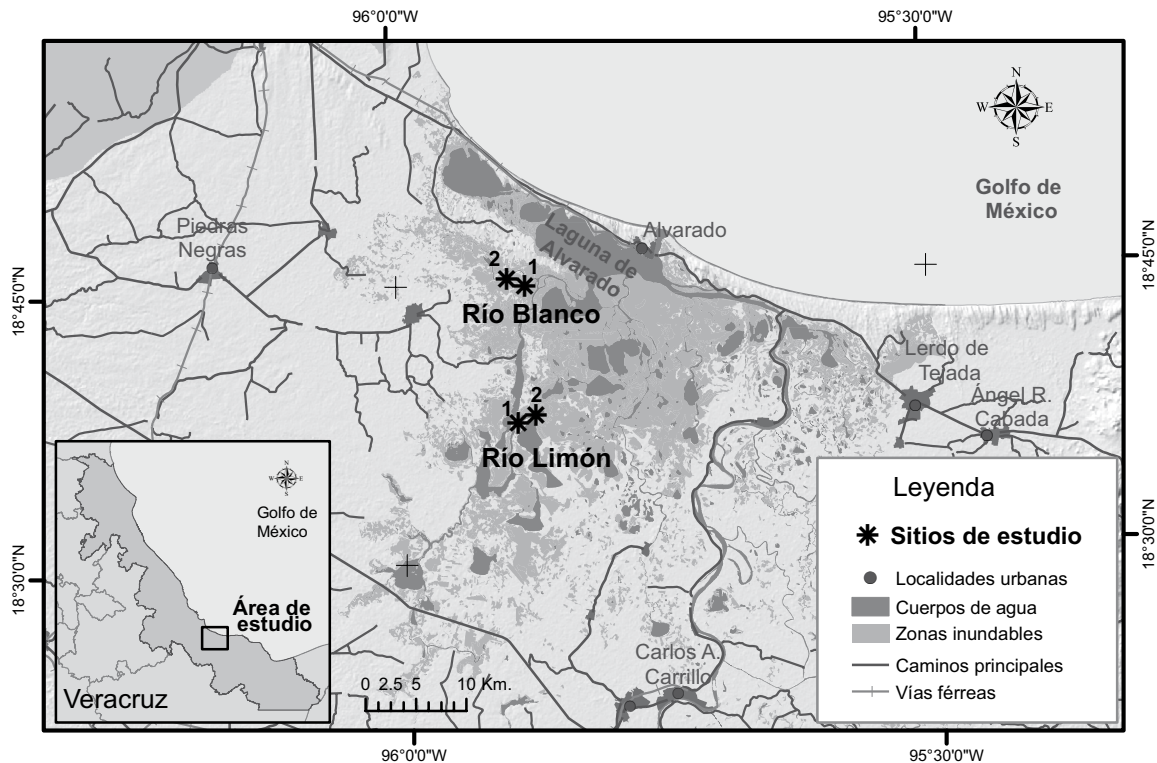 96°0'0"W
95°30'0"W
N
W
E
S
Golfo de
México
Piedras
Negras
Laguna de
Alvarado
Alvarado
18°45'0"N
18°45'0"N
2
1
Río Blanco
Lerdo de
Tejada
Ángel R.
Cabada
1
2
Río Limón
Leyenda
Sitios de estudio
Localidades urbanas
Cuerpos de agua
Zonas inundables
Caminos principales
Vías férreas
N
W
E
S
Golfo de
México
Área de
estudio
Veracruz
18°30'0"N
18°30'0"N
Carlos A.
Carrillo
0 2.5 5 10 Km.
96°0'0"W
95°30'0"W